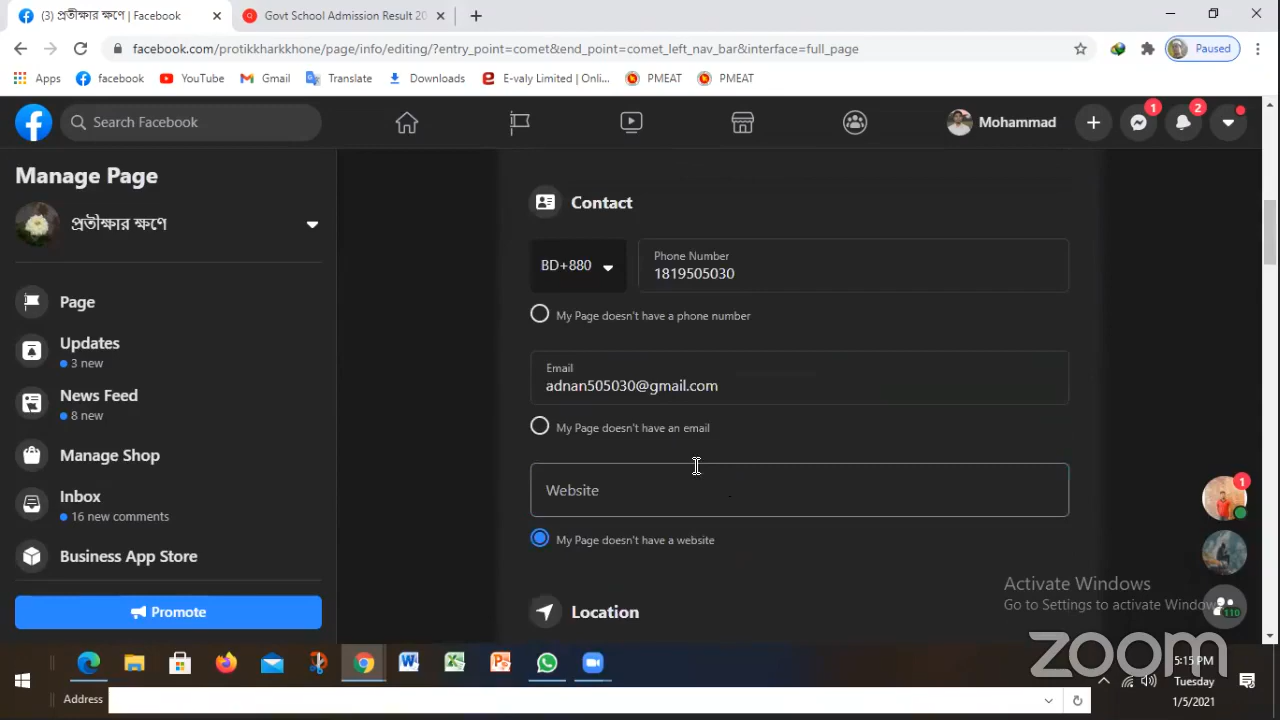 (3) প্রতীক্ষার ক্ষণে | Facebook
Govt School Admission Result 20
facebook.com/protikkharkkhone/page/info/editing/?entry_point=comet&end_point=comet_left_nav_bar&interface=full_page
Paused
Apps
facebook
YouTube
Gmail
Translate
Downloads
E-valy Limited | Onli...
PMEAT
PMEAT
Search Facebook
Mohammad
1
2
Manage Page
প্রতীক্ষার ক্ষণে
Page
Updates
3 new
News Feed
8 new
Manage Shop
Inbox
16 new comments
Business App Store
Promote
Contact
BD+880
Phone Number
1819505030
My Page doesn't have a phone number
Email
adnan505030@gmail.com
My Page doesn't have an email
Website
My Page doesn't have a website
Location
1
110
Activate Windows
Go to Settings to activate Windows
zoom
5:15 PM
Tuesday
1/5/2021
Address